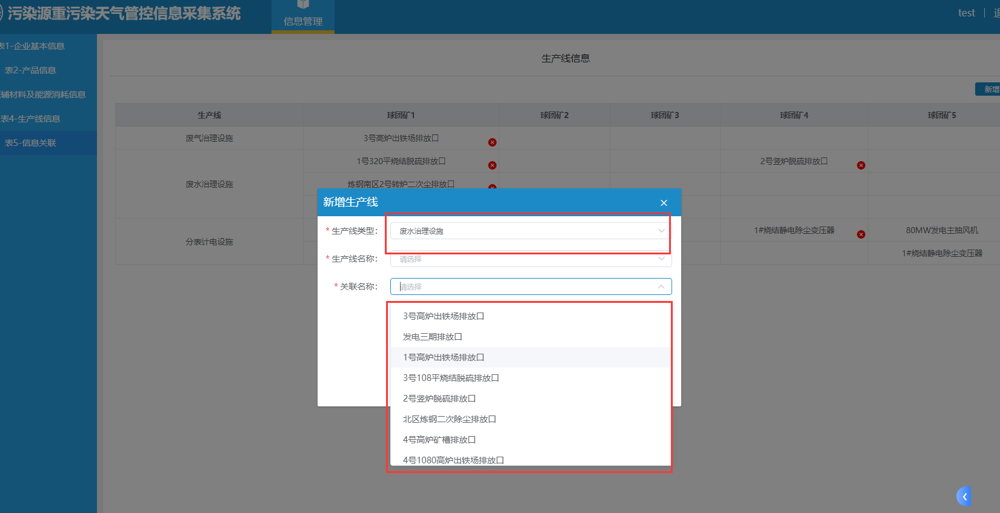 污染源重污染天气管控信息采集系统
信息管理
test
表1-企业基本信息
表2-产品信息
辅材料及能源消耗信息
表4-生产线信息
表5-信息关联
生产线信息
新增
生产线 球团矿1 球团矿2 球团矿3 球团矿4 球团矿5
废气治理设施 3号高炉出铁场排放口
1号320平烧结脱硫排放口 2号竖炉脱硫排放口
废水治理设施 炼钢南区2号转炉二次尘排放口
1#烧结静电除尘变压器 80MW发电主抽风机
分表计电设施
1#烧结静电除尘变压器
新增生产线
* 生产线类型： 废水治理设施
* 生产线名称： 请选择
* 关联名称： 请选择
3号高炉出铁场排放口
发电三期排放口
1号高炉出铁场排放口
3号108平烧结脱硫排放口
2号竖炉脱硫排放口
北区炼钢二次除尘排放口
4号高炉矿槽排放口
4号1080高炉出铁场排放口